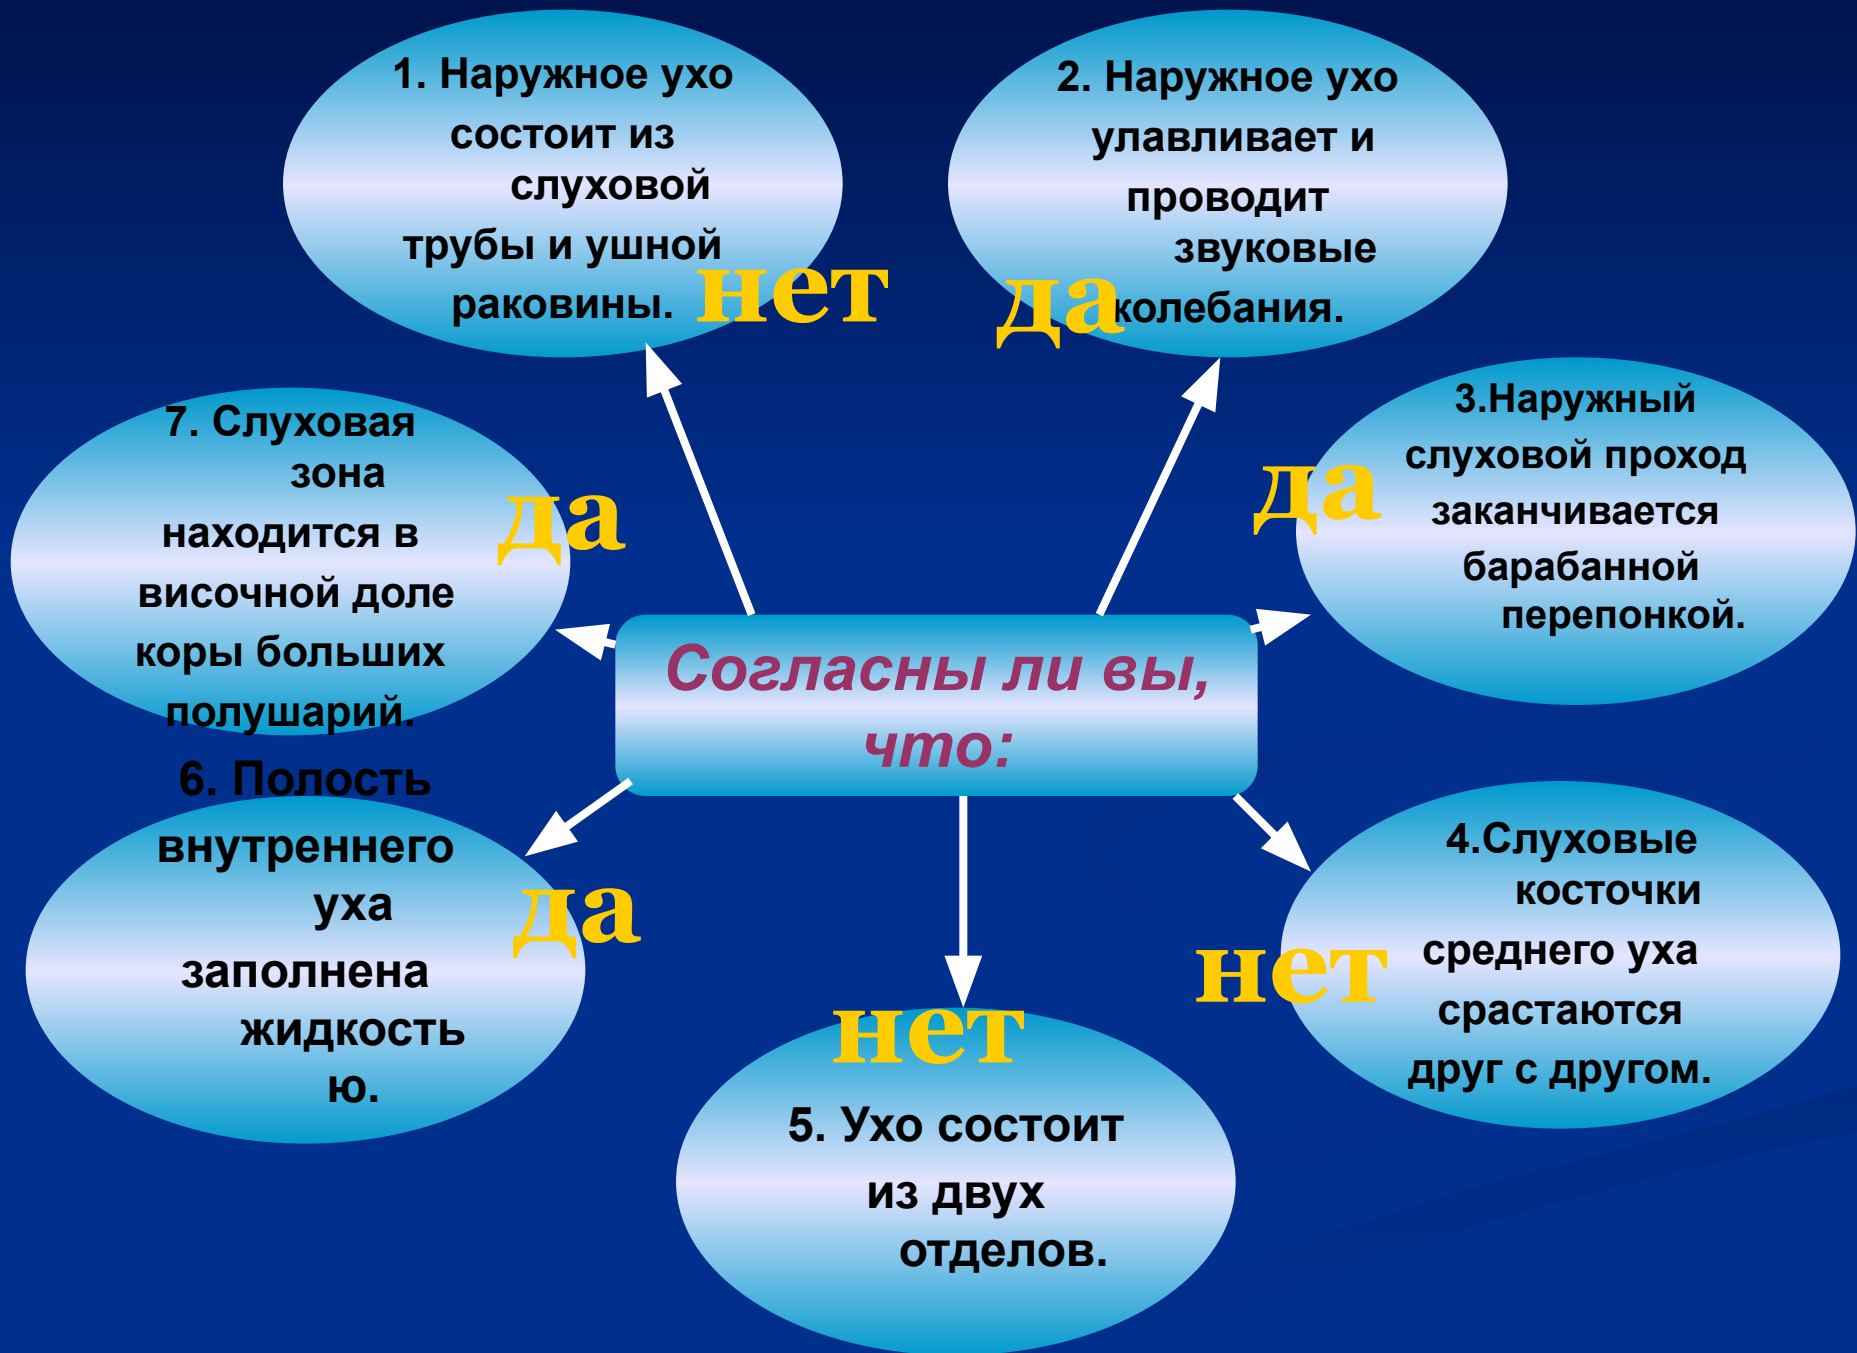 1. Наружное ухо
состоит из
слуховой
трубы и ушной
раковины.
нет
2. Наружное ухо
улавливает и
проводит
звуковые
колебания.
да
3.Наружный
слуховой проход
заканчивается
барабанной
перепонкой.
да
7. Слуховая
зона
находится в
височной доле
коры больших
полушарий.
да
Согласны ли вы,
что:
6. Полость
внутреннего
уха
заполнена
жидкость
ю.
да
4.Слуховые
косточки
среднего уха
срастаются
друг с другом.
нет
нет
5. Ухо состоит
из двух
отделов.